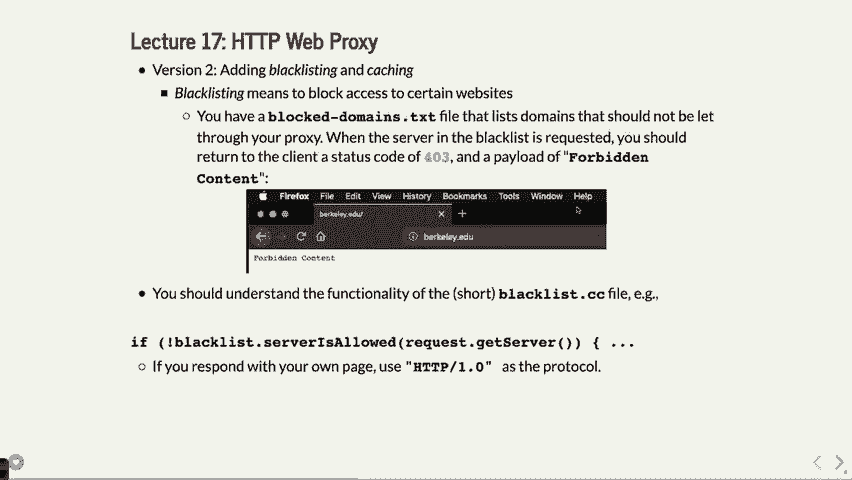 Lecture 17: HTTP Web Proxy
Version 2: Adding blacklisting and caching
Blacklisting means to block access to certain websites
You have a blocked-domains.txt file that lists domains that should not be let
through your proxy. When the server in the blacklist is requested, you should
return to the client a status code of 403, and a payload of "Forbidden
Content":
Firefox File Edit View History Bookmarks Tools Window Help
berkeley.edu/
berkeley.edu
Forbidden Content
You should understand the functionality of the (short) blacklist.cc file, e.g.,
if (!blacklist.serverIsAllowed(request.getServer()) { ...
If you respond with your own page, use "HTTP/1.0" as the protocol.